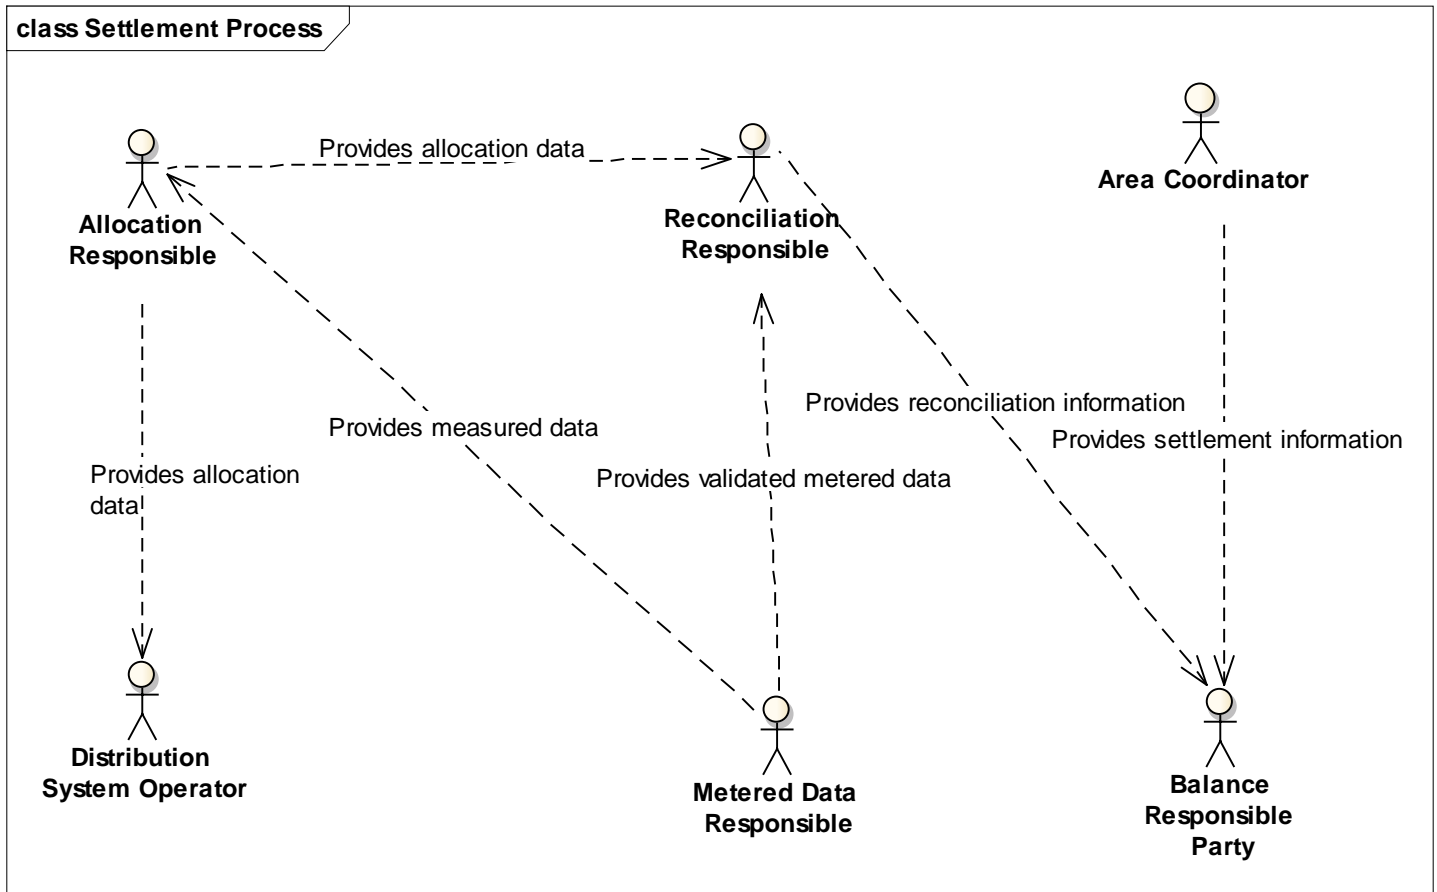 class Settlement Process
Provides allocation data
Area Coordinator
Allocation
Responsible
Reconciliation
Responsible
Provides reconciliation information
Provides measured data
Provides settlement information
Provides allocation
data
Provides validated metered data
Distribution
System Operator
Metered Data
Responsible
Balance
Responsible
Party